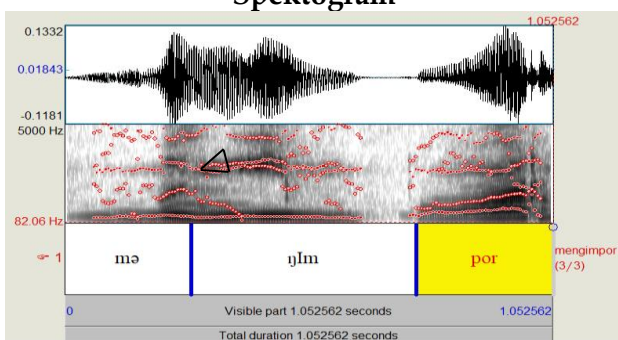 Spektogram
1.052562
0.1332
0.01843
-0.1181
5000 Hz
82.06 Hz
1
mə
ŋIm
por
mengimpor
(3/3)
0
Visible part 1.052562 seconds
1.052562
Total duration 1.052562 seconds